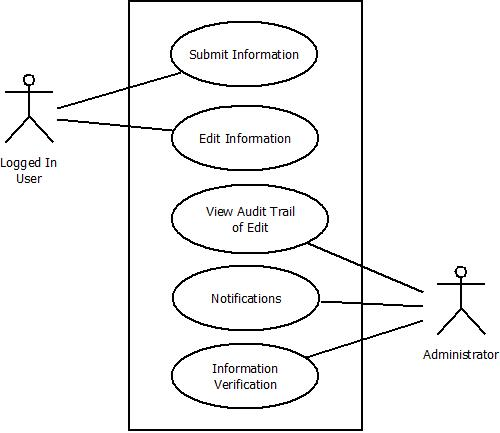 Submit Information
Edit Information
Logged In
User
View Audit Trail
of Edit
Notifications
Administrator
Information
Verification